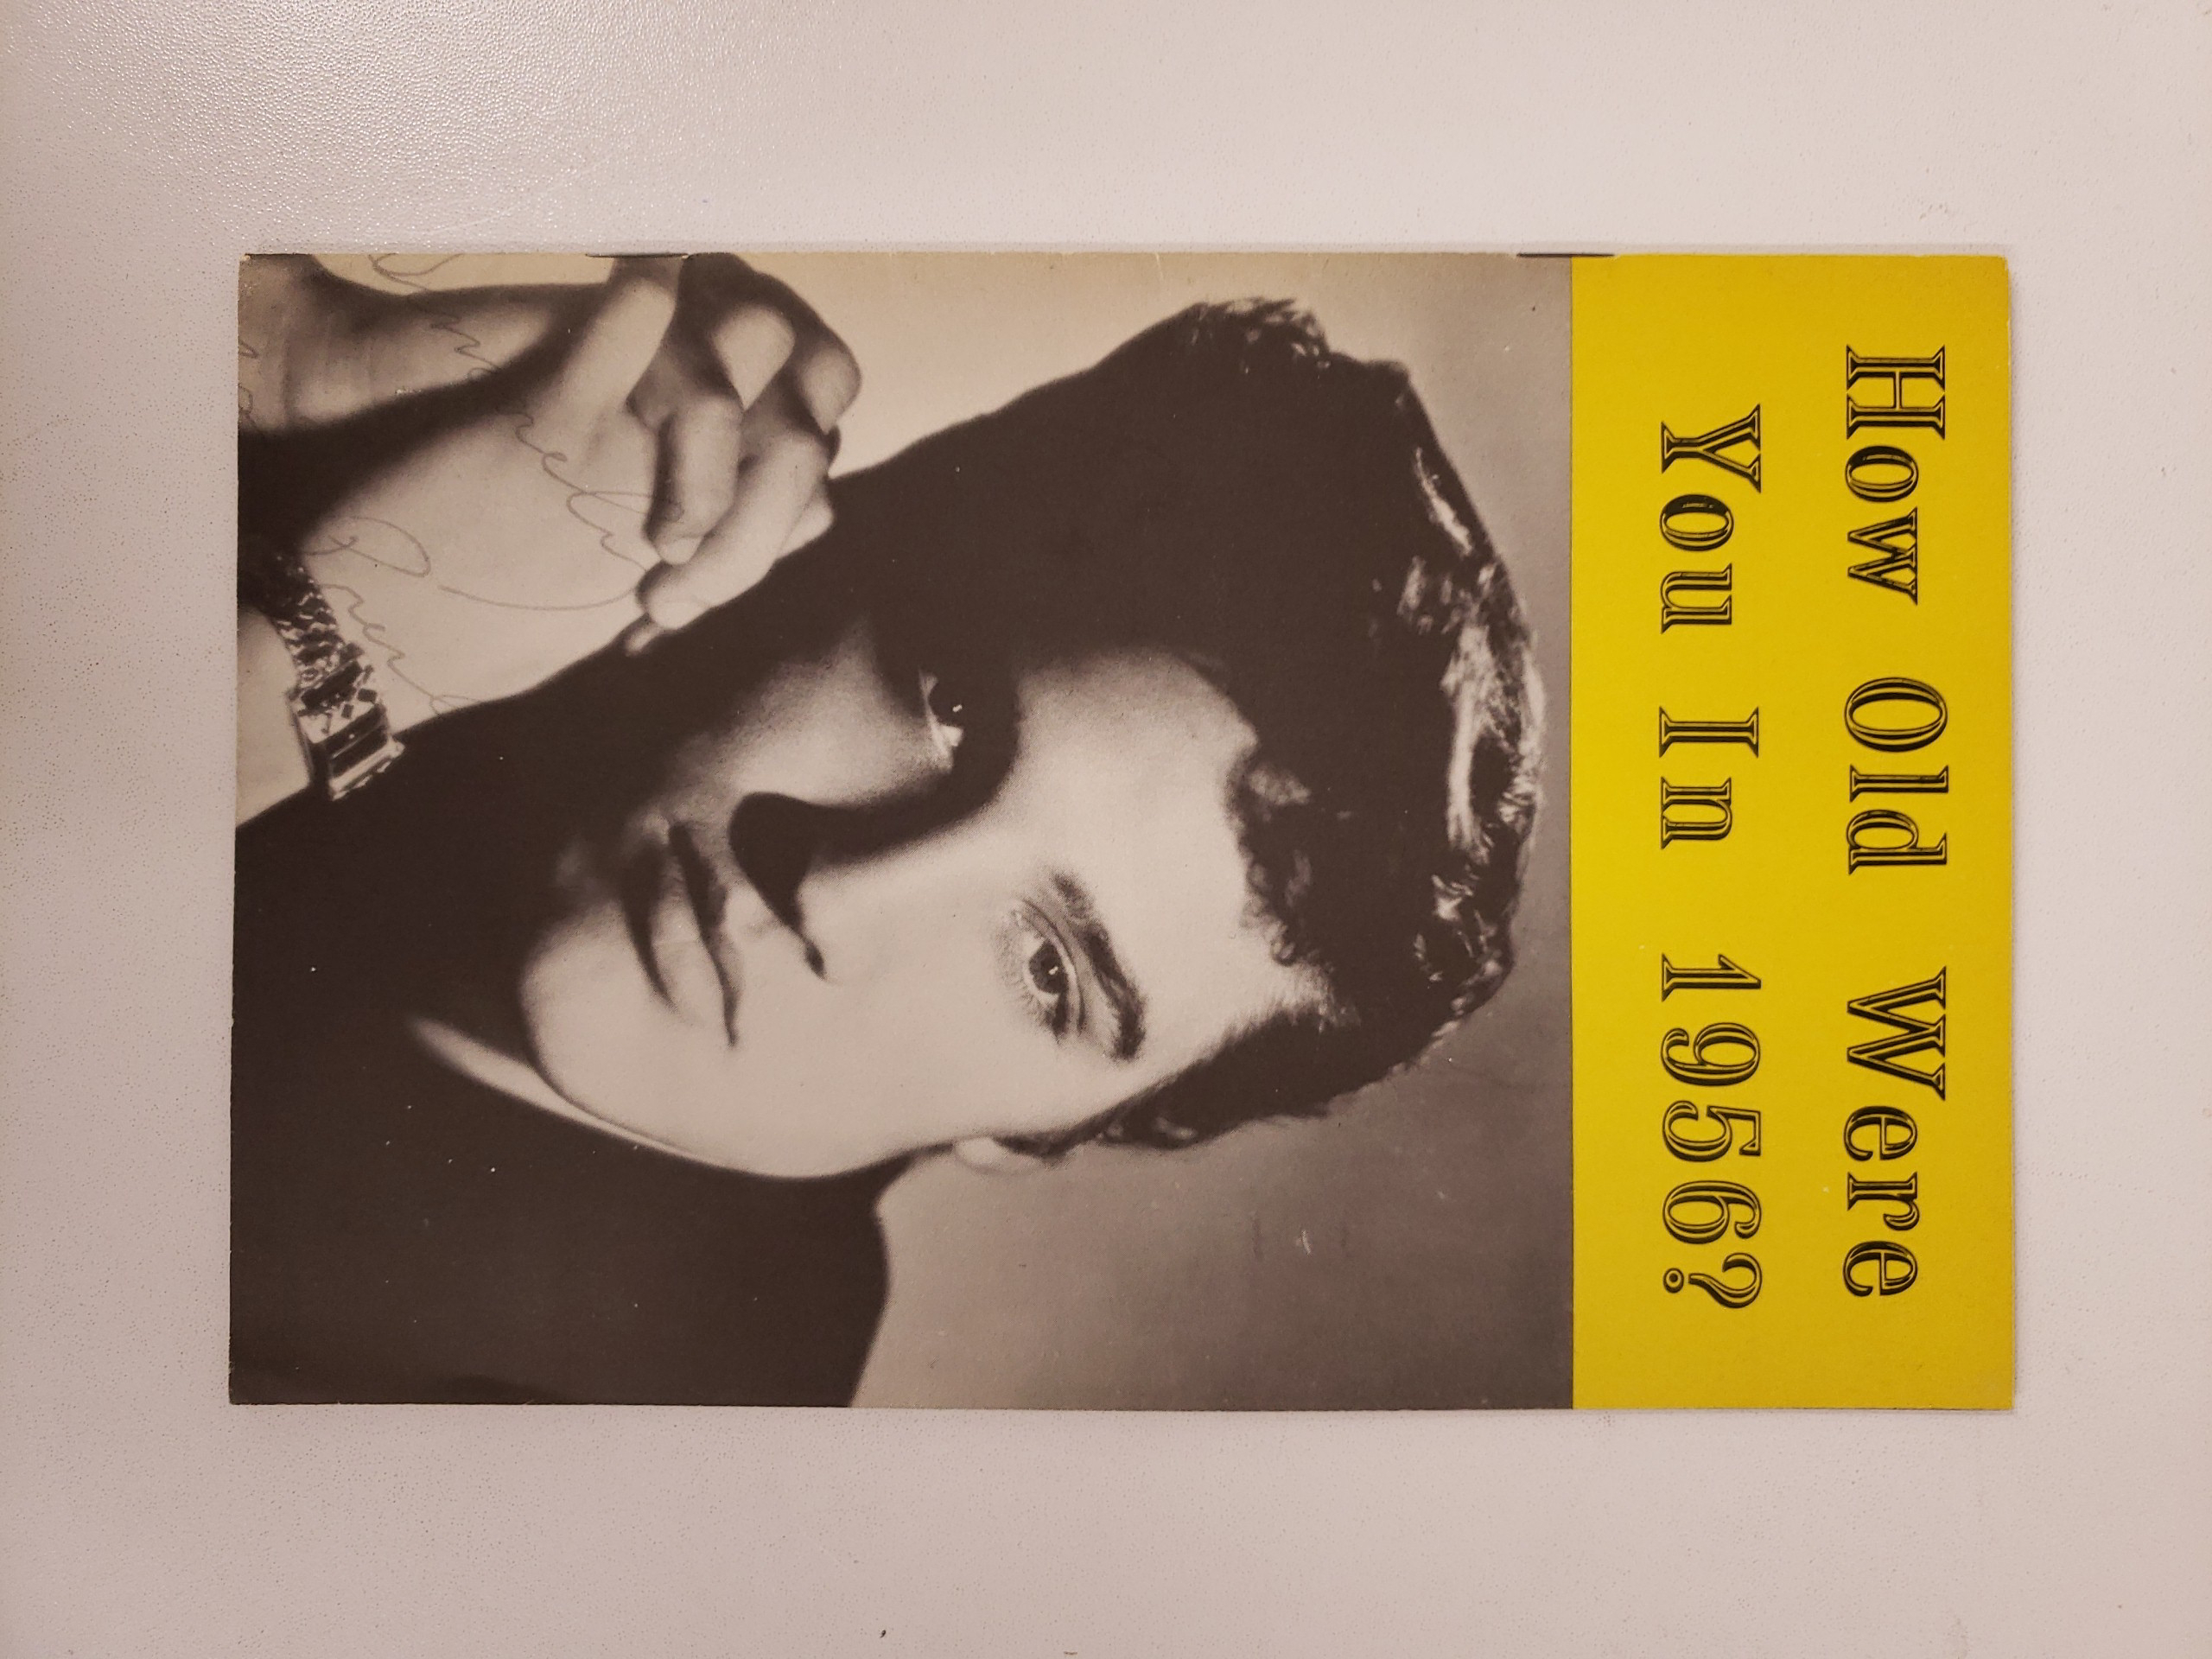 How Old Were
You In 1956?